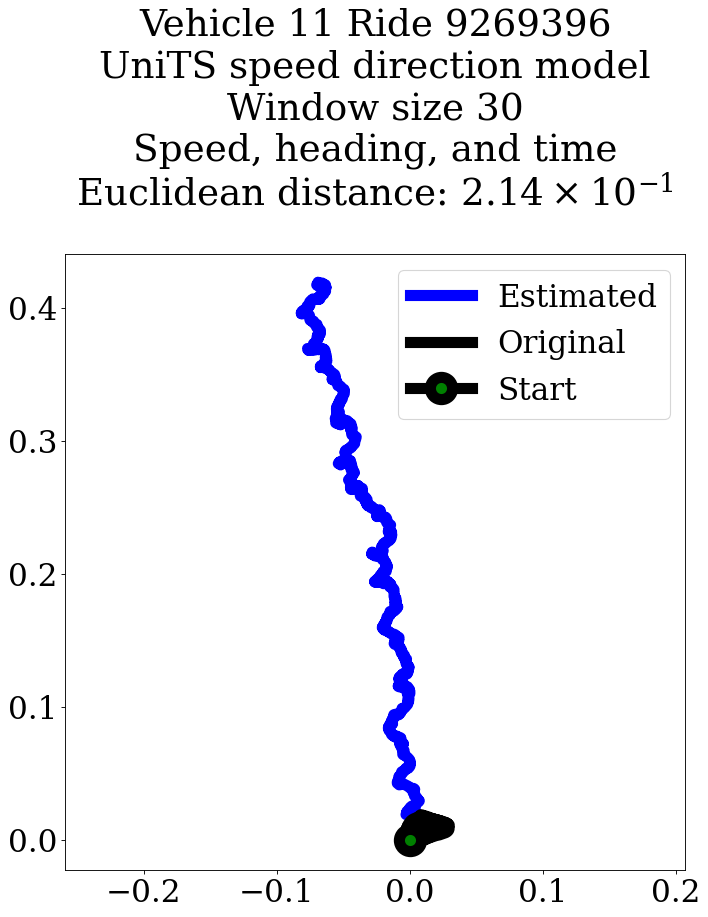 Vehicle 11 Ride 9269396
UniTS speed direction model
Window size 30
Speed, heading, and time
Euclidean distance: 2.14 × 10⁻¹
Estimated
Original
Start
0.4
0.3
0.2
0.1
0.0
−0.2 −0.1 0.0 0.1 0.2